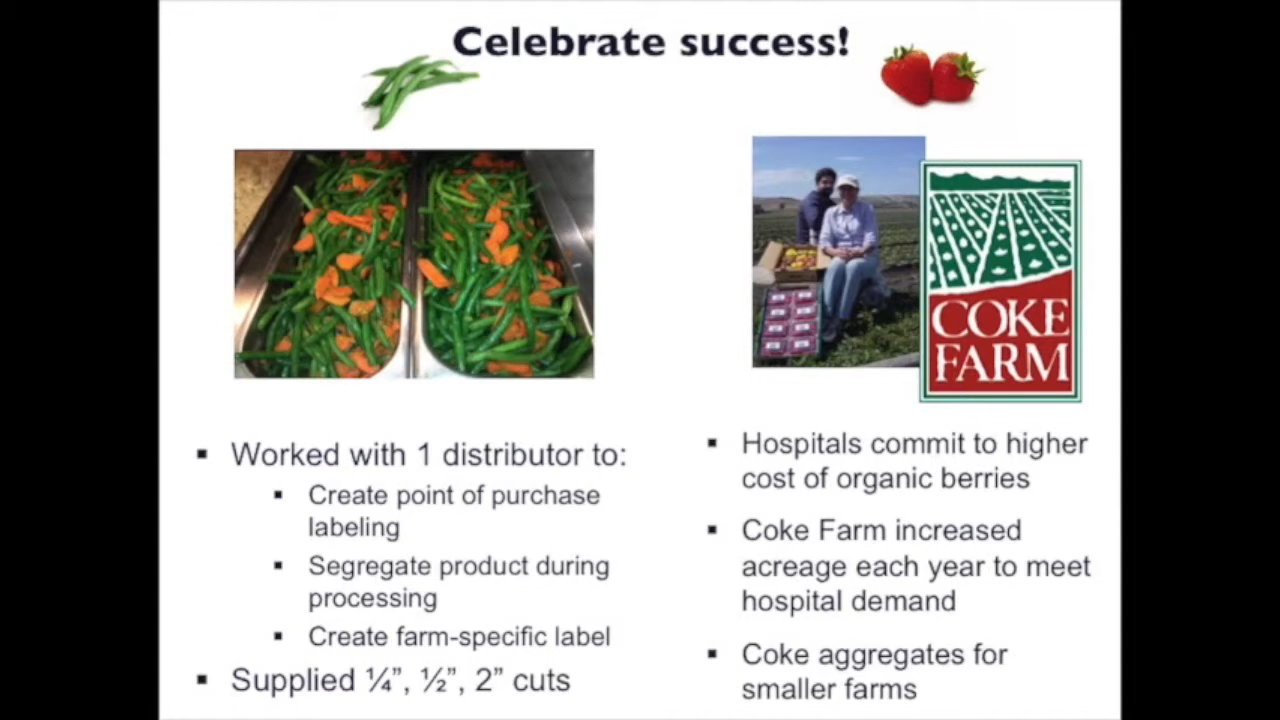 Celebrate success!
COKE
FARM
▪ Worked with 1 distributor to:
▪ Create point of purchase
labeling
▪ Segregate product during
processing
▪ Create farm-specific label
▪ Supplied ¼”, ½”, 2” cuts
▪ Hospitals commit to higher
cost of organic berries
▪ Coke Farm increased
acreage each year to meet
hospital demand
▪ Coke aggregates for
smaller farms